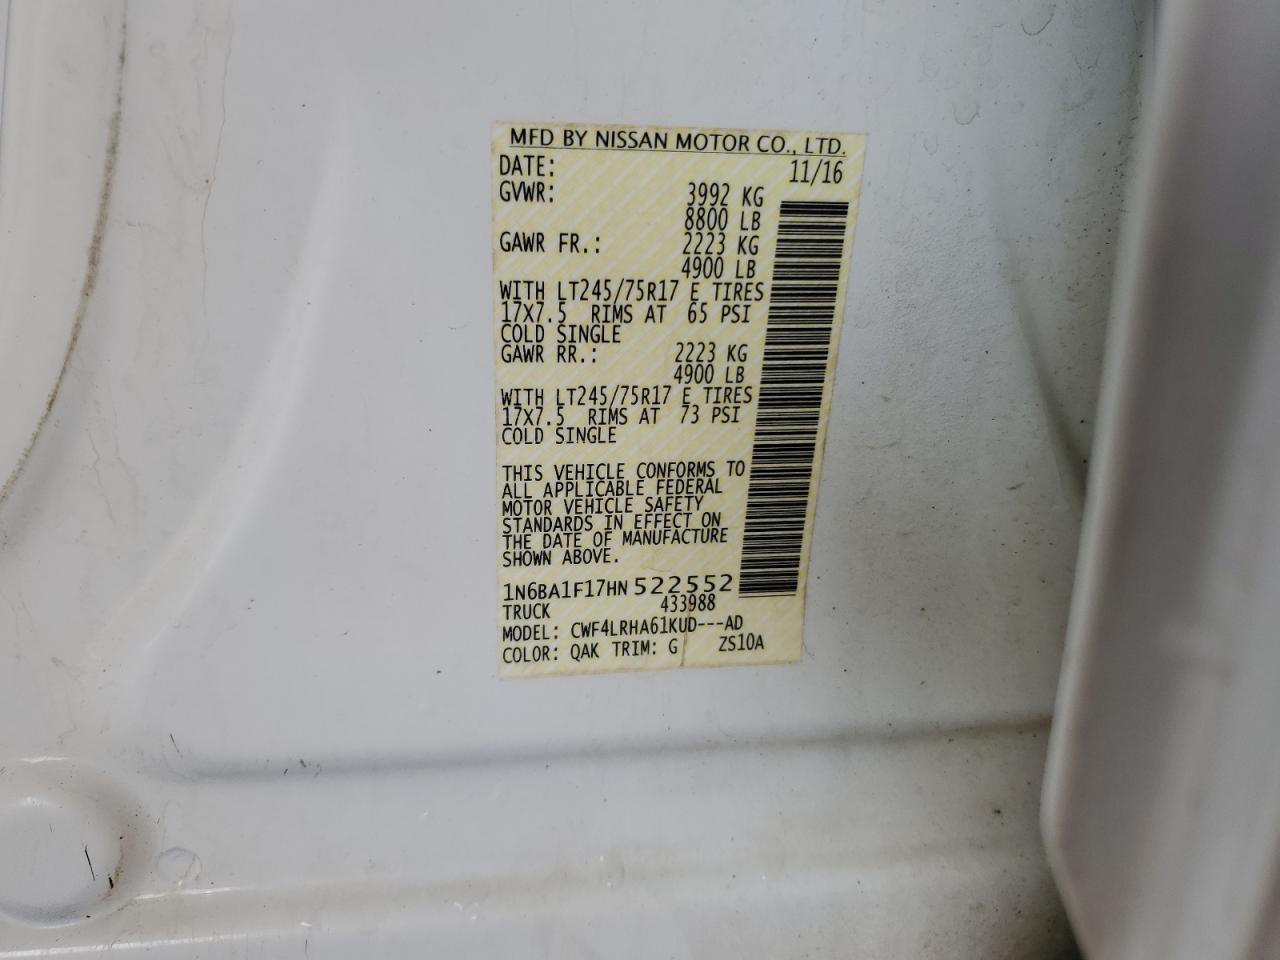 MFD BY NISSAN MOTOR CO., LTD.
DATE: 11/16
GVWR: 3992 KG
8800 LB
GAWR FR.: 2223 KG
4900 LB
WITH LT245/75R17 E TIRES
17X7.5 RIMS AT 65 PSI
COLD SINGLE
GAWR RR.: 2223 KG
4900 LB
WITH LT245/75R17 E TIRES
17X7.5 RIMS AT 73 PSI
COLD SINGLE
THIS VEHICLE CONFORMS TO
ALL APPLICABLE FEDERAL
MOTOR VEHICLE SAFETY
STANDARDS IN EFFECT ON
THE DATE OF MANUFACTURE
SHOWN ABOVE.
1N6BA1F17HN522552
TRUCK 433988
MODEL: CWF4LRHA61KUD---AD
COLOR: QAK TRIM: G ZS10A